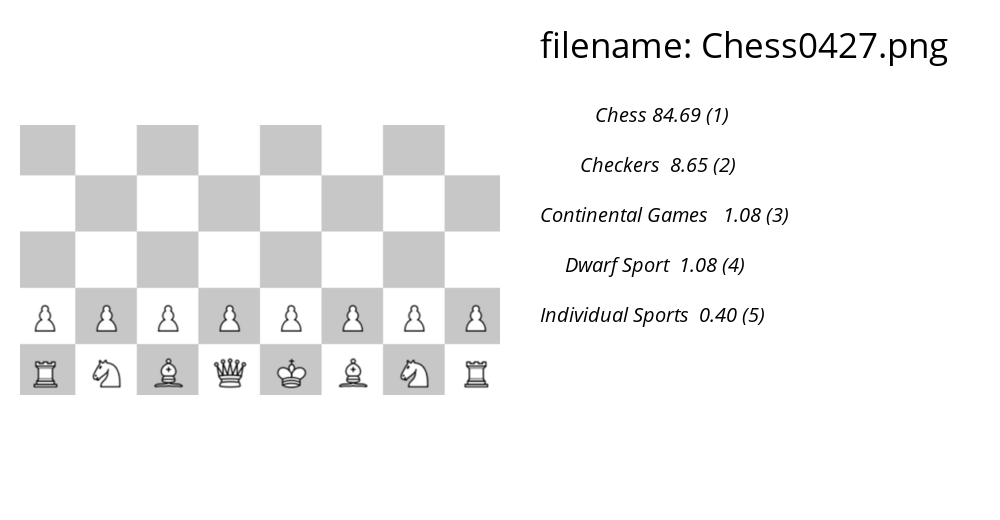 filename: Chess0427.png
Chess 84.69 (1)
Checkers 8.65 (2)
Continental Games 1.08 (3)
Dwarf Sport 1.08 (4)
Individual Sports 0.40 (5)